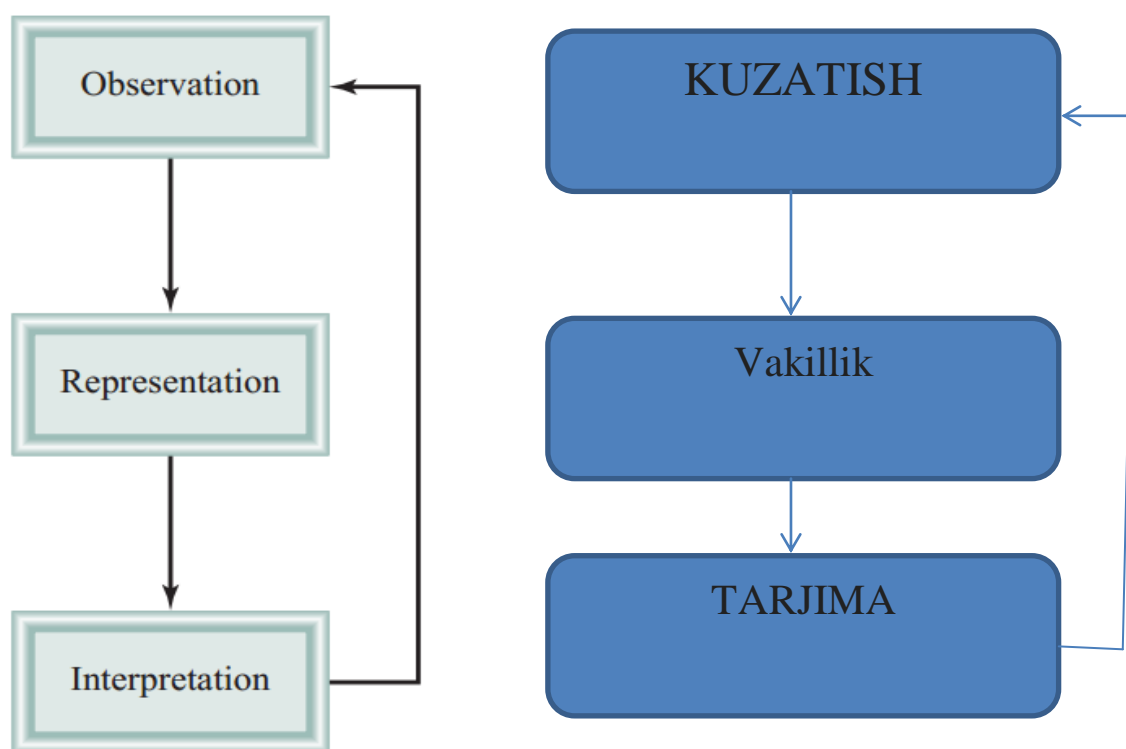 Observation
Representation
Interpretation
KUZATISH
Vakillik
TARJIMA